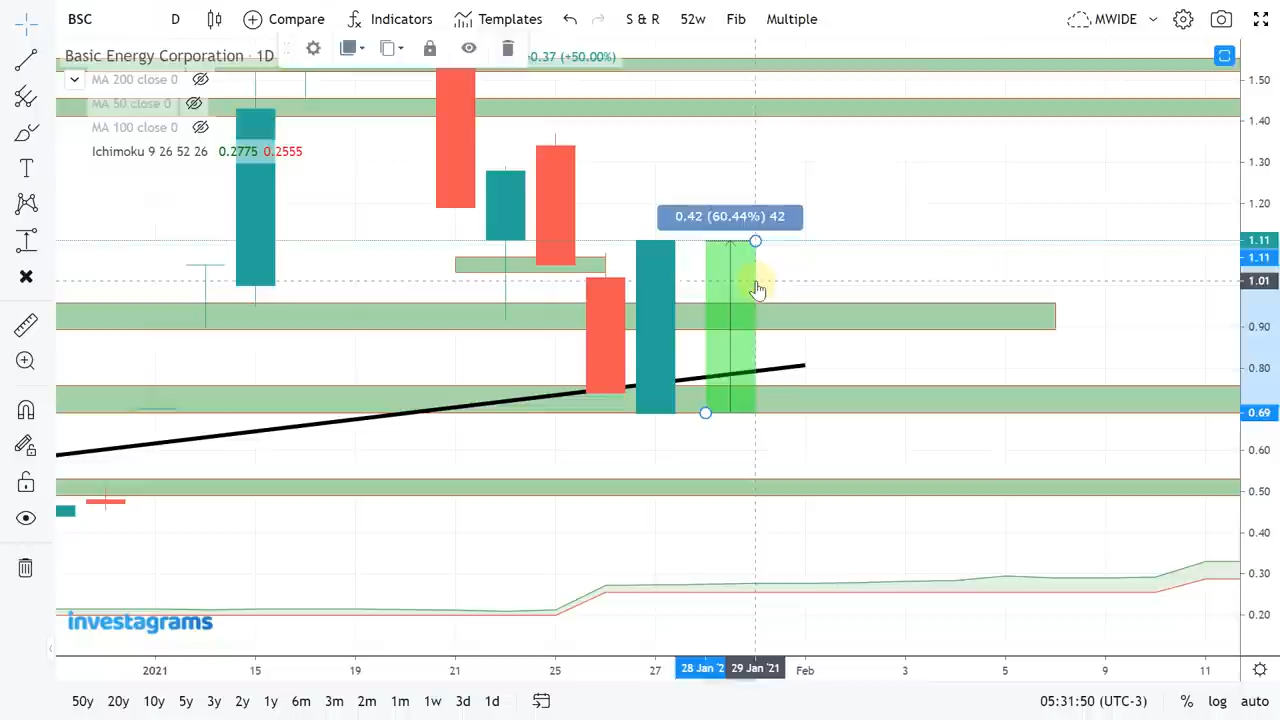 BSC D Compare Indicators Templates S & R 52w Fib Multiple MWIDE
Basic Energy Corporation · 1D
-0.37 (+50.00%)
MA 200 close 0
MA 50 close 0
MA 100 close 0
Ichimoku 9 26 52 26 0.2775 0.2555
0.42 (60.44%) 42
1.50
1.40
1.30
1.20
1.11
1.11
1.01
0.90
0.80
0.69
0.60
0.50
0.40
0.30
0.20
investagrams
2021 15 19 21 25 27 28 Jan '2 29 Jan '21 Feb 3 5 9 11
50y 20y 10y 5y 3y 2y 1y 6m 3m 2m 1m 1w 3d 1d 05:31:50 (UTC-3) % log auto